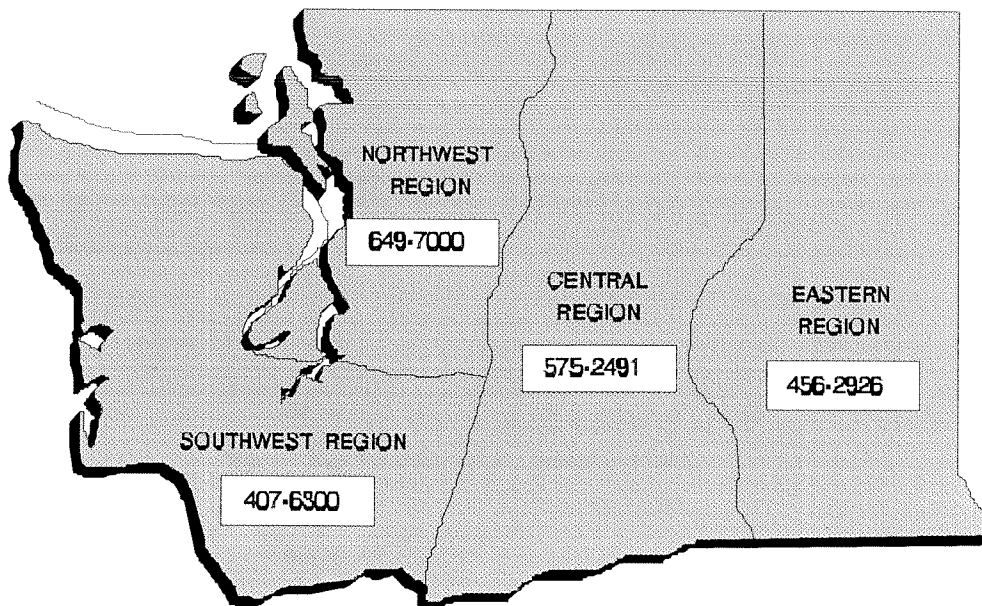 NORTHWEST
REGION
649-7000
CENTRAL
REGION
575-2491
EASTERN
REGION
456-2926
SOUTHWEST REGION
407-6300